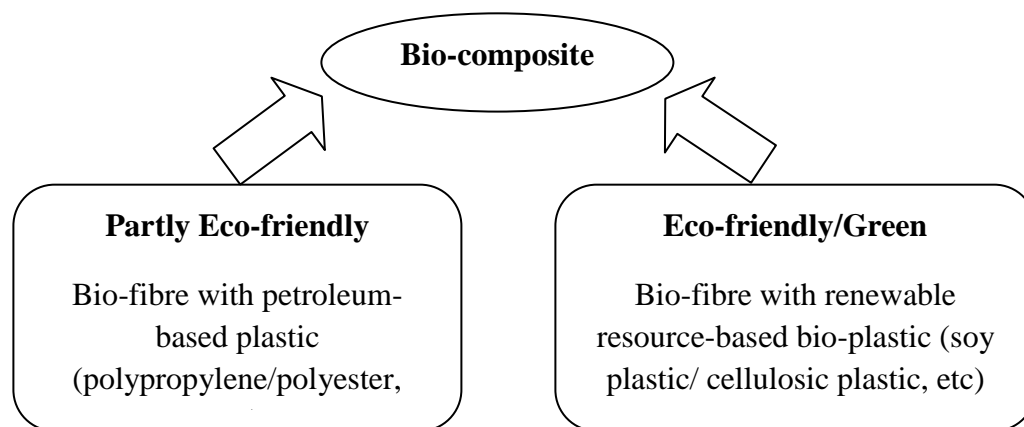 Bio-composite
Partly Eco-friendly
Bio-fibre with petroleum-
based plastic
(polypropylene/polyester,
Eco-friendly/Green
Bio-fibre with renewable
resource-based bio-plastic (soy
plastic/ cellulosic plastic, etc)